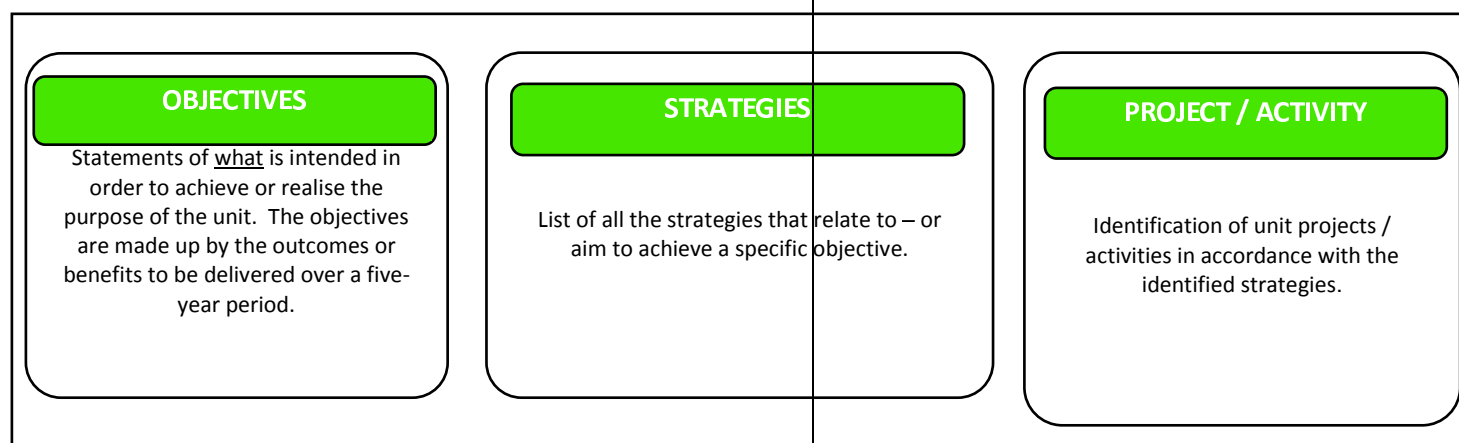 OBJECTIVES
Statements of what is intended in
order to achieve or realise the
purpose of the unit.  The objectives
are made up by the outcomes or
benefits to be delivered over a five-
year period.
STRATEGIES
List of all the strategies that relate to – or
aim to achieve a specific objective.
PROJECT / ACTIVITY
Identification of unit projects /
activities in accordance with the
identified strategies.